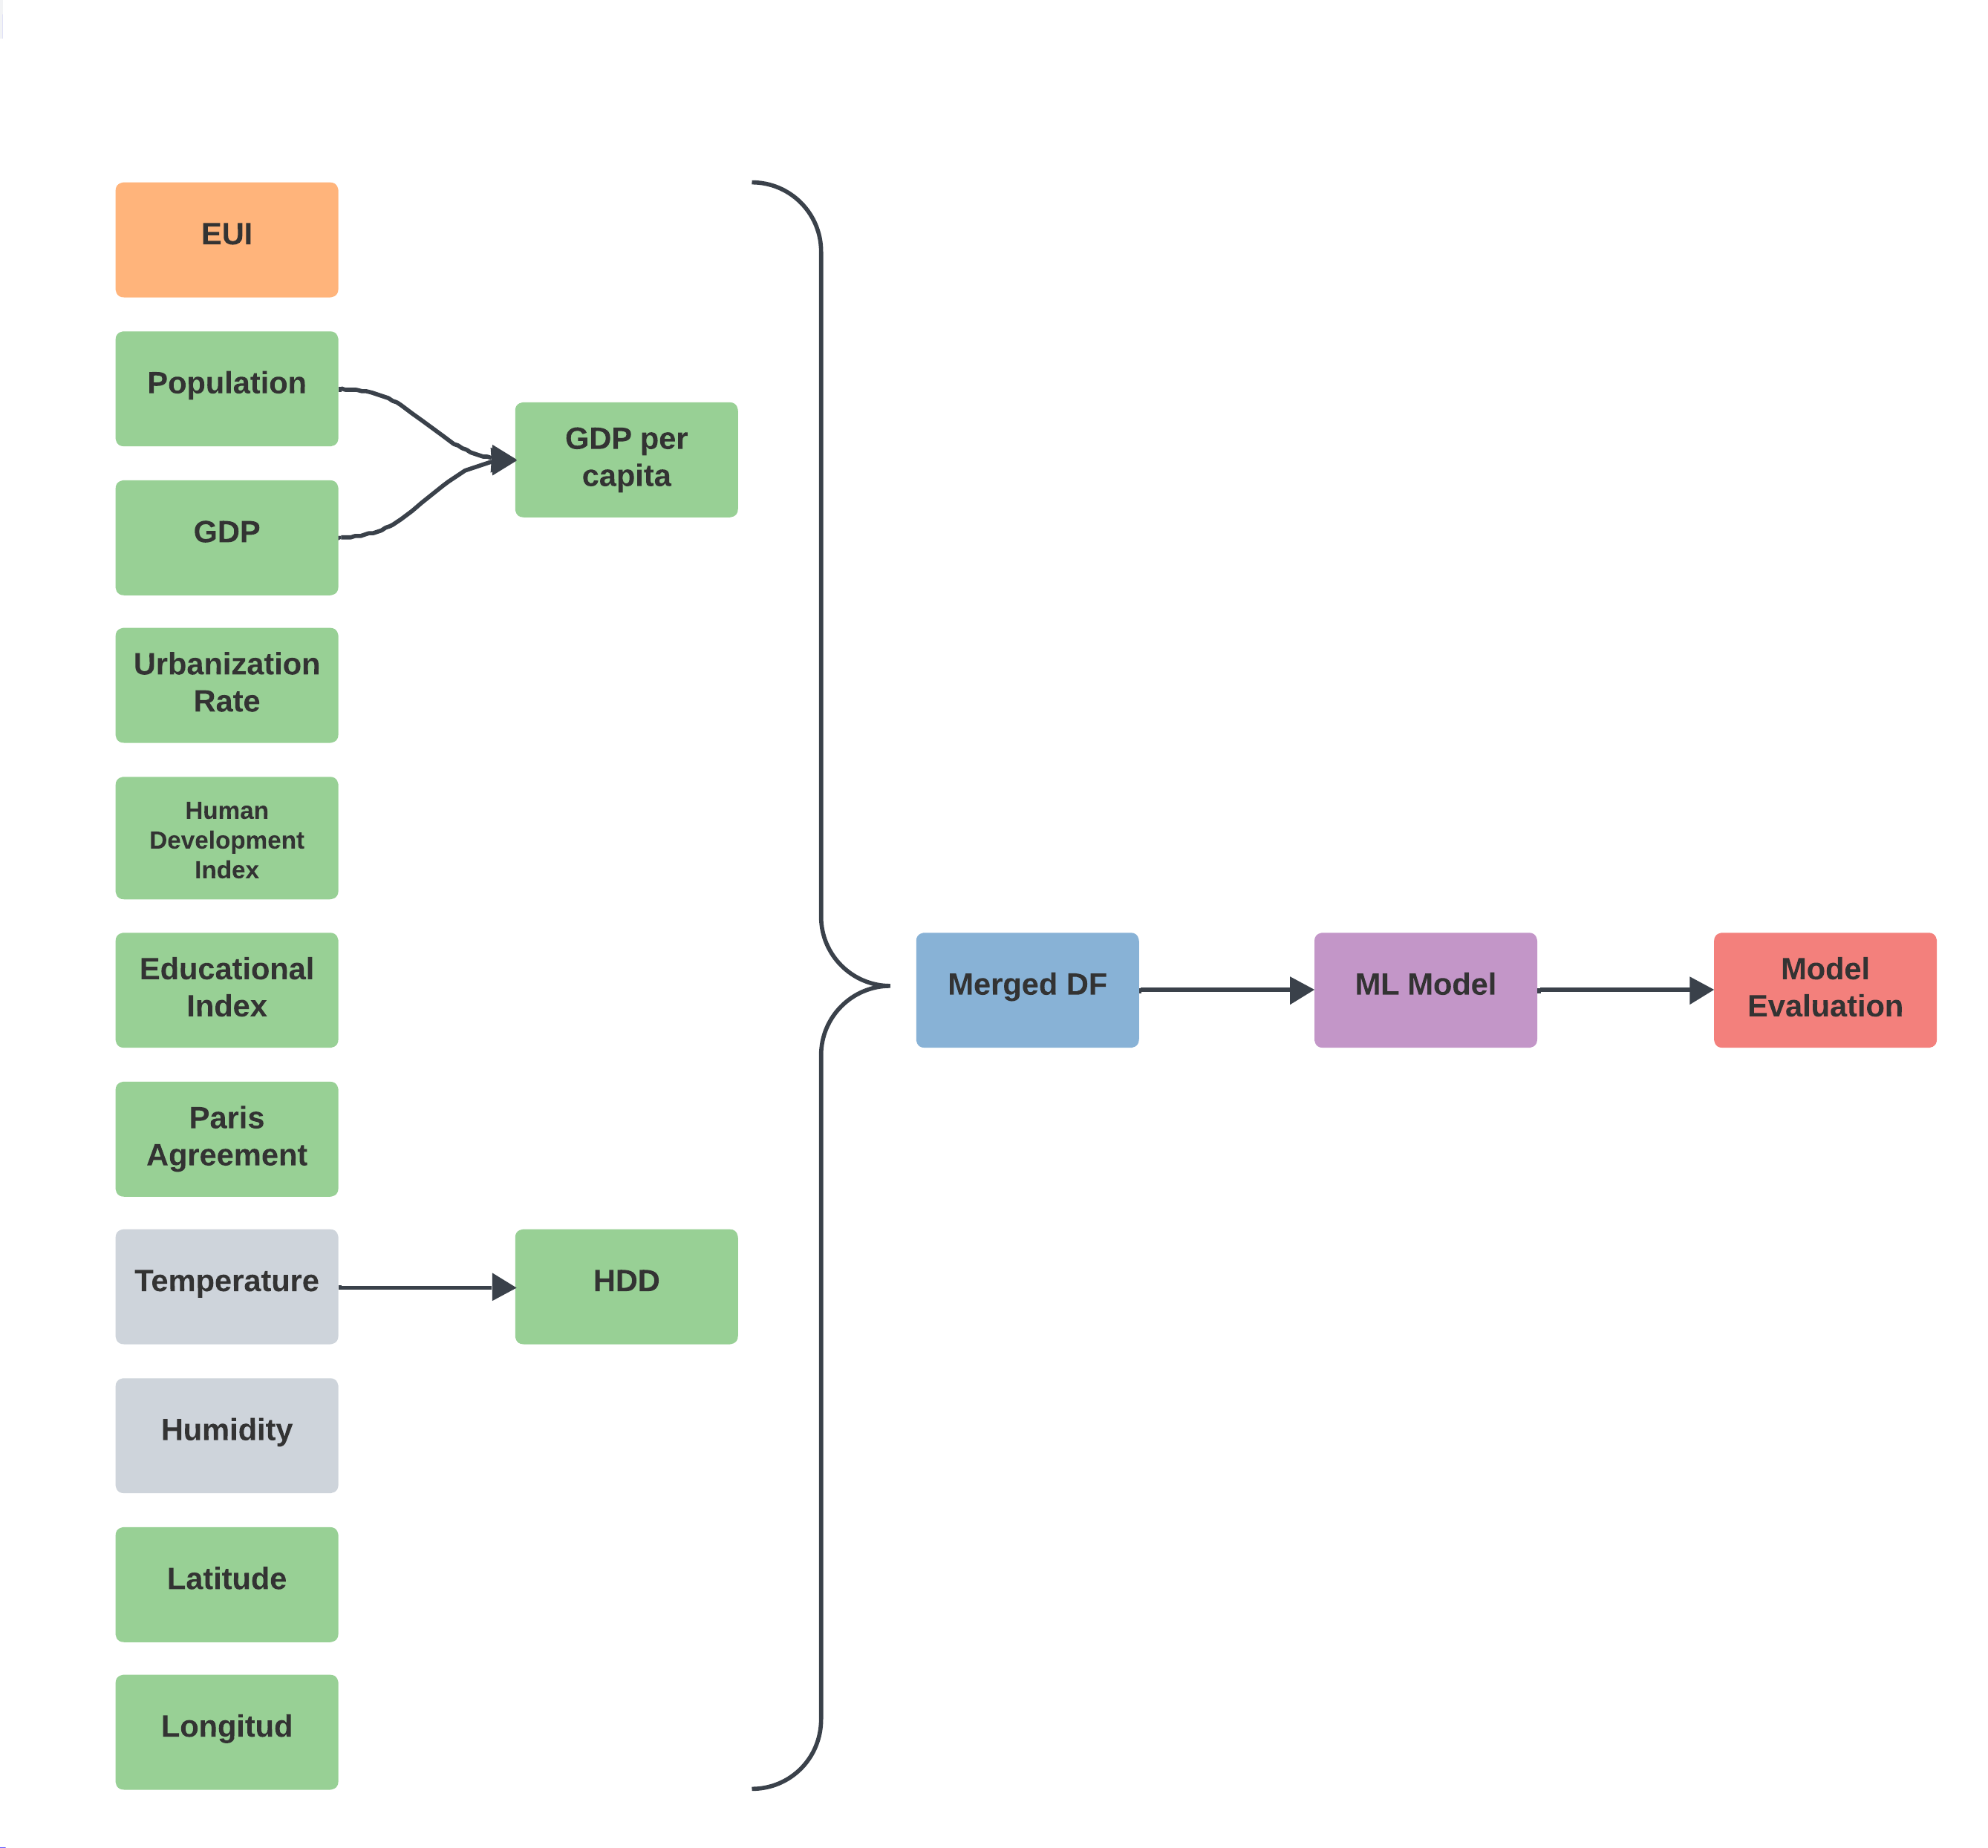 EUI
Population
GDP
GDP per
capita
Urbanization
Rate
Human
Development
Index
Educational
Index
Paris
Agreement
Temperature
HDD
Humidity
Latitude
Longitud
Merged DF
ML Model
Model
Evaluation